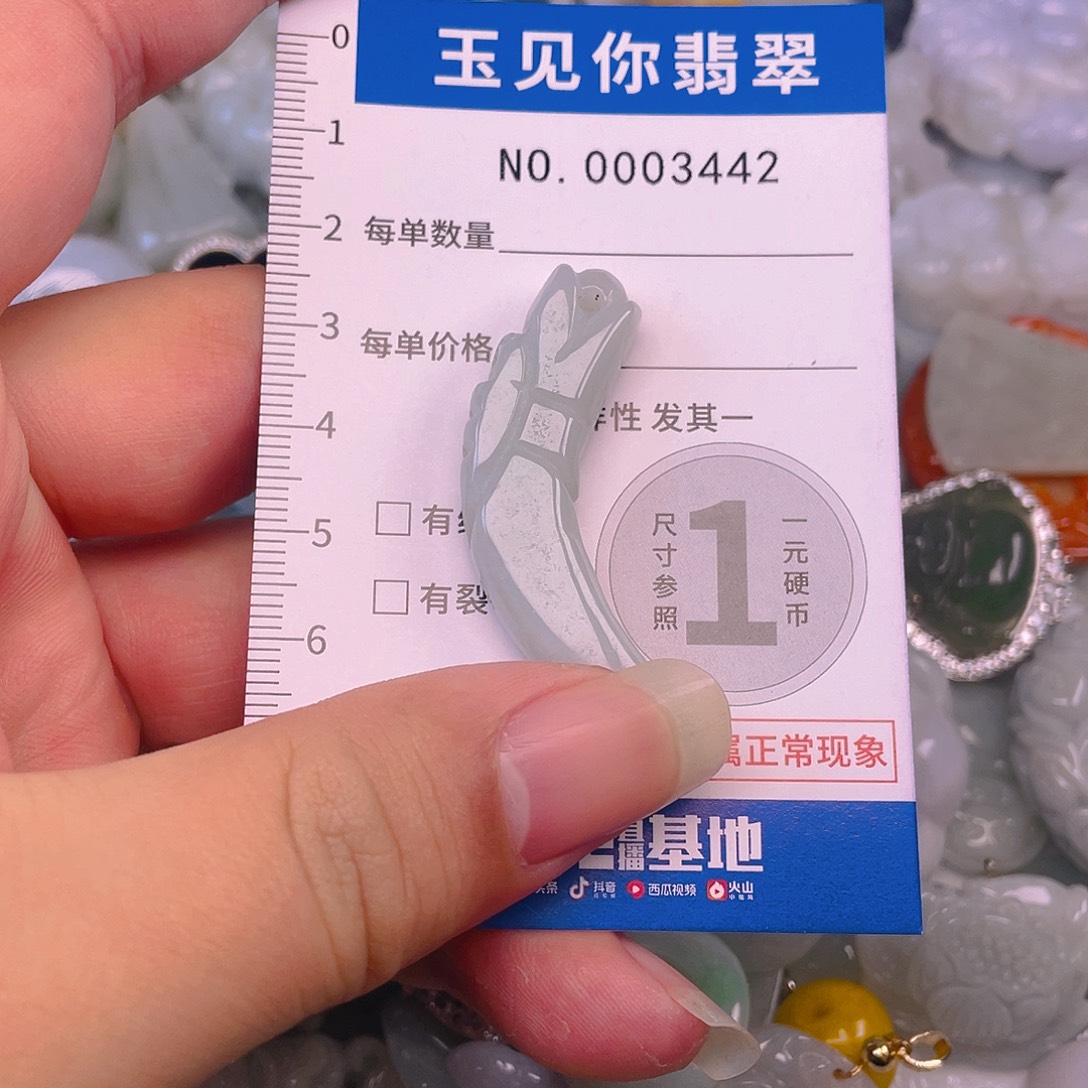 玉见你翡翠
NO.0003442
0
1
2
3
4
5
6
每单数量
每单价格
性 发其一
有
有裂
尺寸参照
1
一元硬币
属正常现象
播基地
抖音
西瓜视频
火山